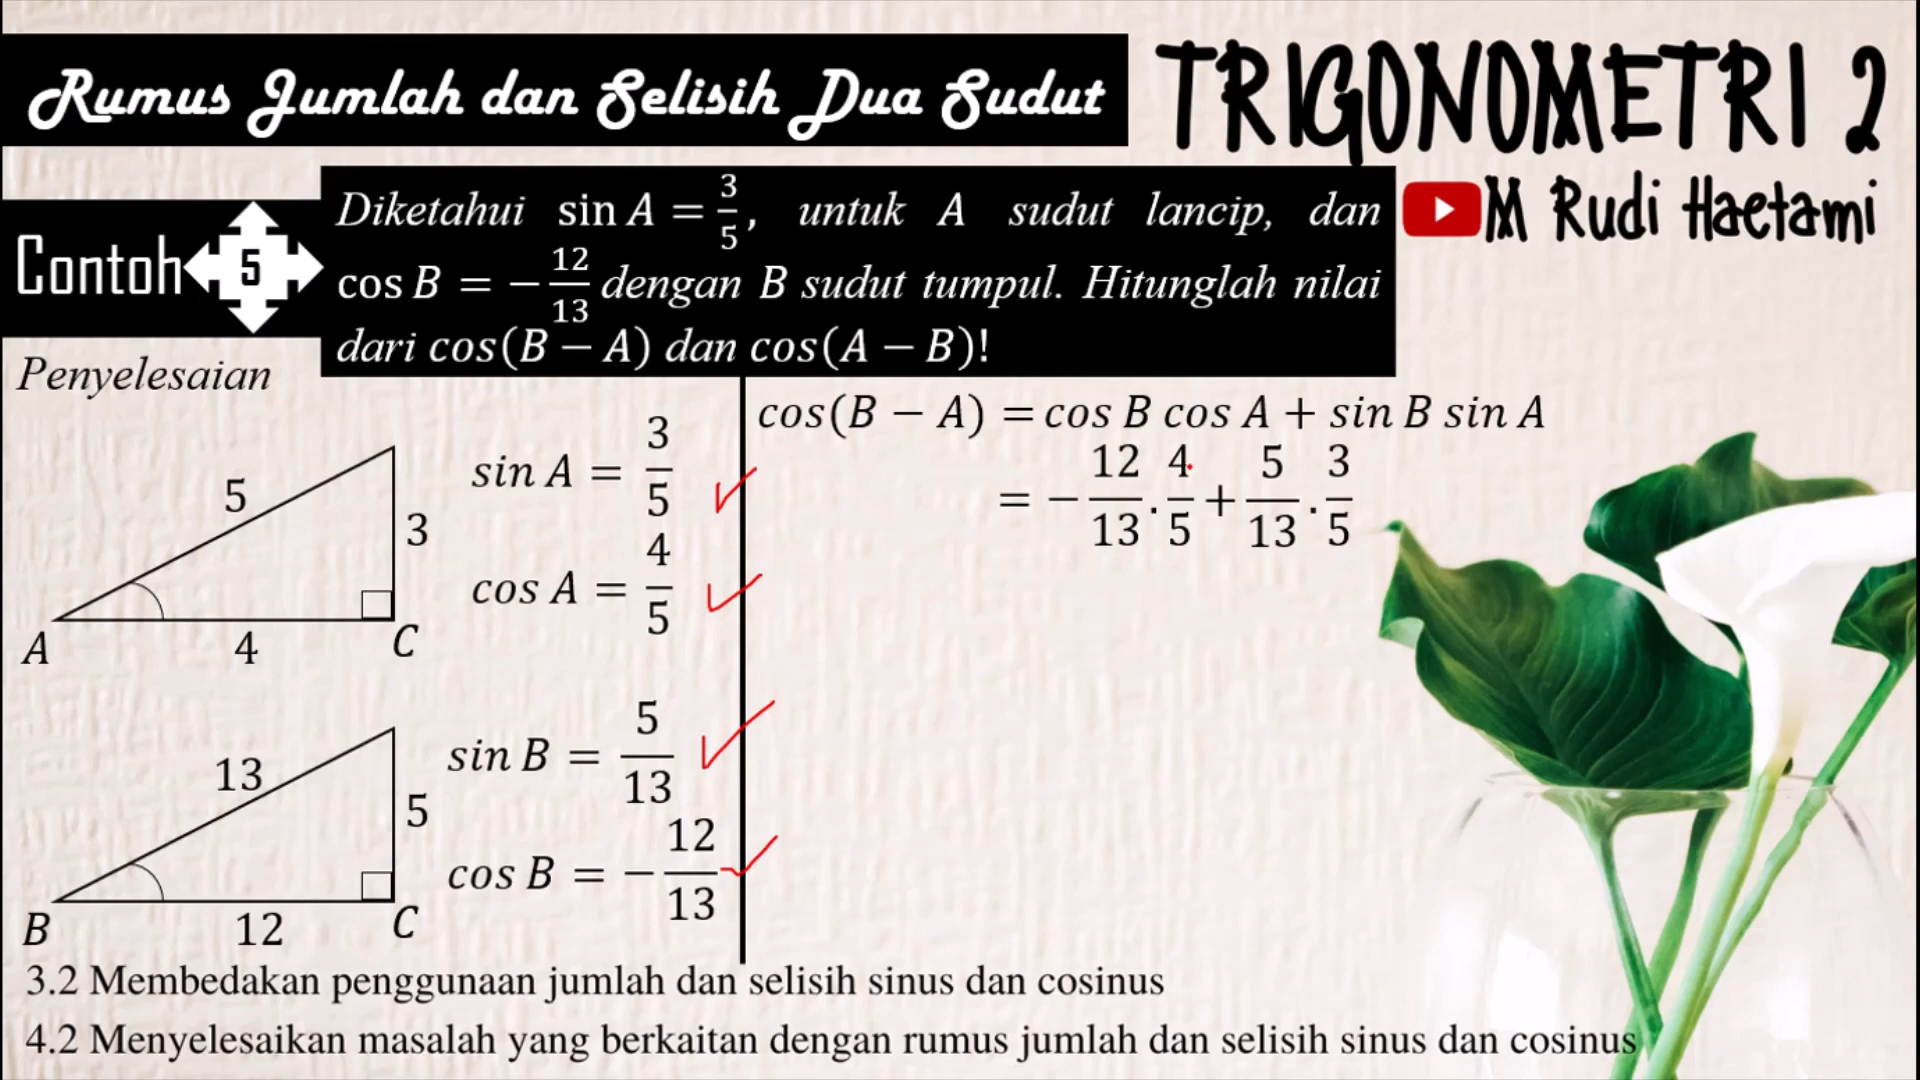 Rumus Jumlah dan Selisih Dua Sudut
TRIGONOMETRI 2
M Rudi Haetami
Contoh 5
Diketahui sin A = 3/5, untuk A sudut lancip, dan
cos B = −12/13 dengan B sudut tumpul. Hitunglah nilai
dari cos(B − A) dan cos(A − B)!
Penyelesaian
5
3
A
4
C
sin A = 3/5
cos A = 4/5
13
5
B
12
C
sin B = 5/13
cos B = −12/13
cos(B − A) = cos B cos A + sin B sin A
= −12/13 . 4/5 + 5/13 . 3/5
3.2 Membedakan penggunaan jumlah dan selisih sinus dan cosinus
4.2 Menyelesaikan masalah yang berkaitan dengan rumus jumlah dan selisih sinus dan cosinus